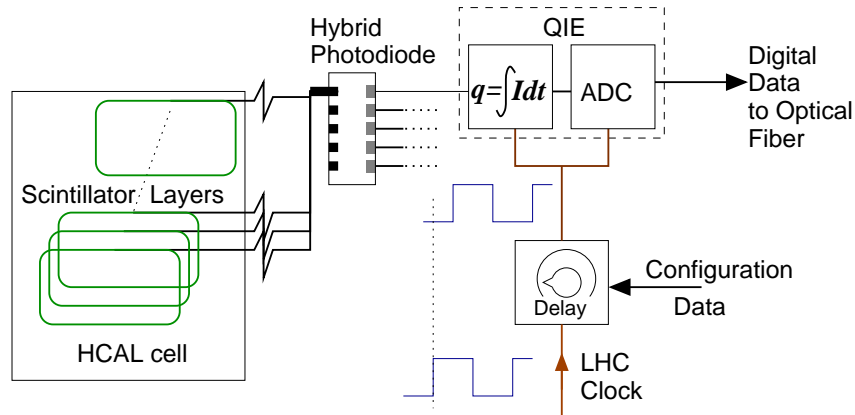 Hybrid
Photodiode
QIE
q=∫Idt
ADC
Digital
Data
to Optical
Fiber
Scintillator Layers
HCAL cell
Delay
Configuration
Data
LHC
Clock